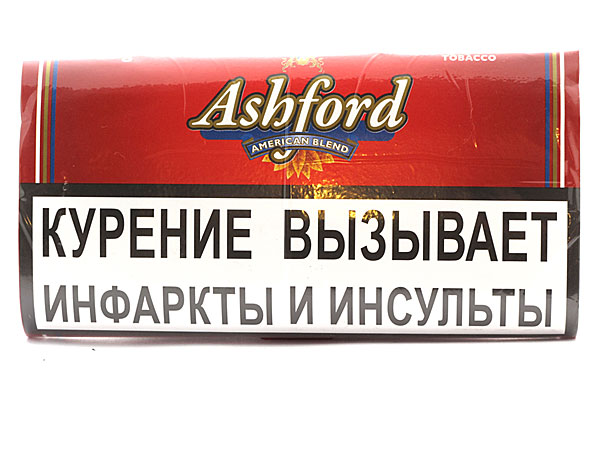 TOBACCO
Ashford
AMERICAN BLEND
КУРЕНИЕ ВЫЗЫВАЕТ
ИНФАРКТЫ И ИНСУЛЬТЫ